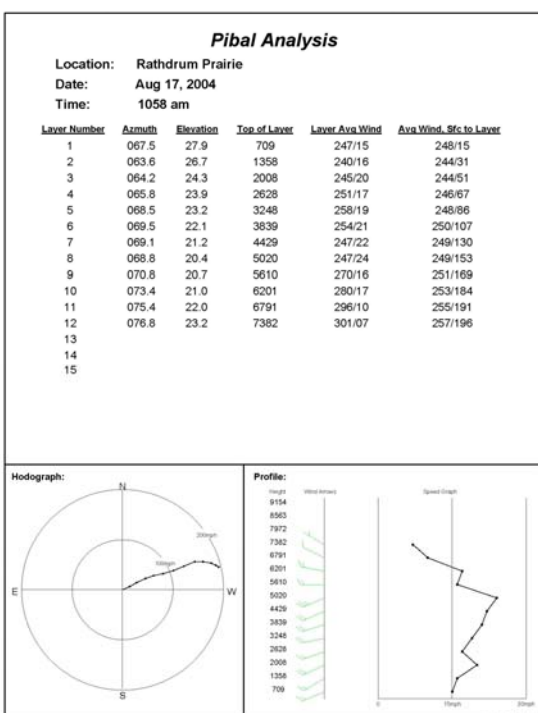 Pibal Analysis
Location: Rathdrum Prairie
Date: Aug 17, 2004
Time: 1058 am
Layer Number Azmuth Elevation Top of Layer Layer Avg Wind Avg Wind, Sfc to Layer
1 067.5 27.9 709 247/15 248/15
2 063.6 26.7 1358 240/16 244/31
3 064.2 24.3 2008 245/20 244/51
4 065.8 23.9 2628 251/17 246/67
5 068.5 23.2 3248 258/19 248/86
6 069.5 22.1 3839 254/21 250/107
7 069.1 21.2 4429 247/22 249/130
8 068.8 20.4 5020 247/24 249/153
9 070.8 20.7 5610 270/16 251/169
10 073.4 21.0 6201 280/17 253/184
11 075.4 22.0 6791 296/10 255/191
12 076.8 23.2 7382 301/07 257/196
13
14
15
Hodograph:
N
200mph
100mph
E
W
S
Profile:
Height Wind Arrows Speed Graph
9154
8563
7972
7382
6791
6201
5610
5020
4429
3839
3248
2628
2008
1358
709
0 15mph 30mph